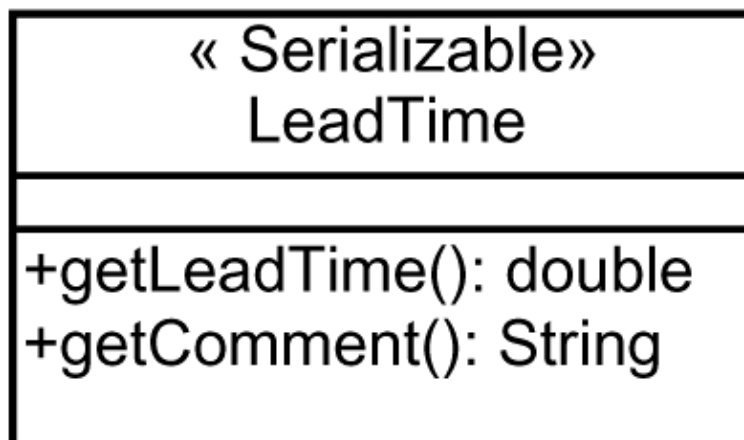 « Serializable»
LeadTime
+getLeadTime(): double
+getComment(): String